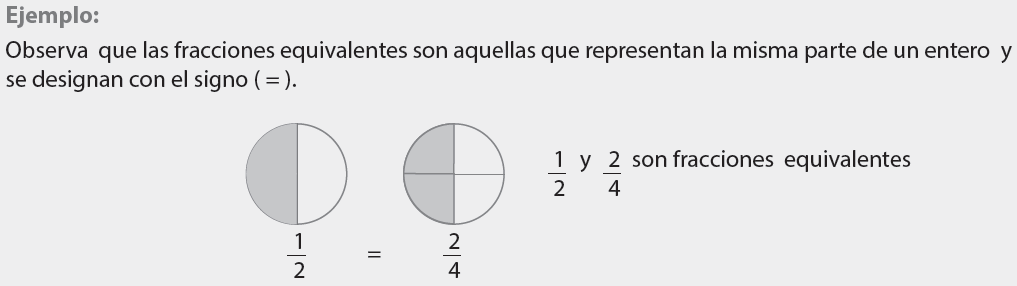 Ejemplo:
Observa que las fracciones equivalentes son aquellas que representan la misma parte de un entero y
se designan con el signo ( = ).
1/2 y 2/4 son fracciones equivalentes
1/2 = 2/4